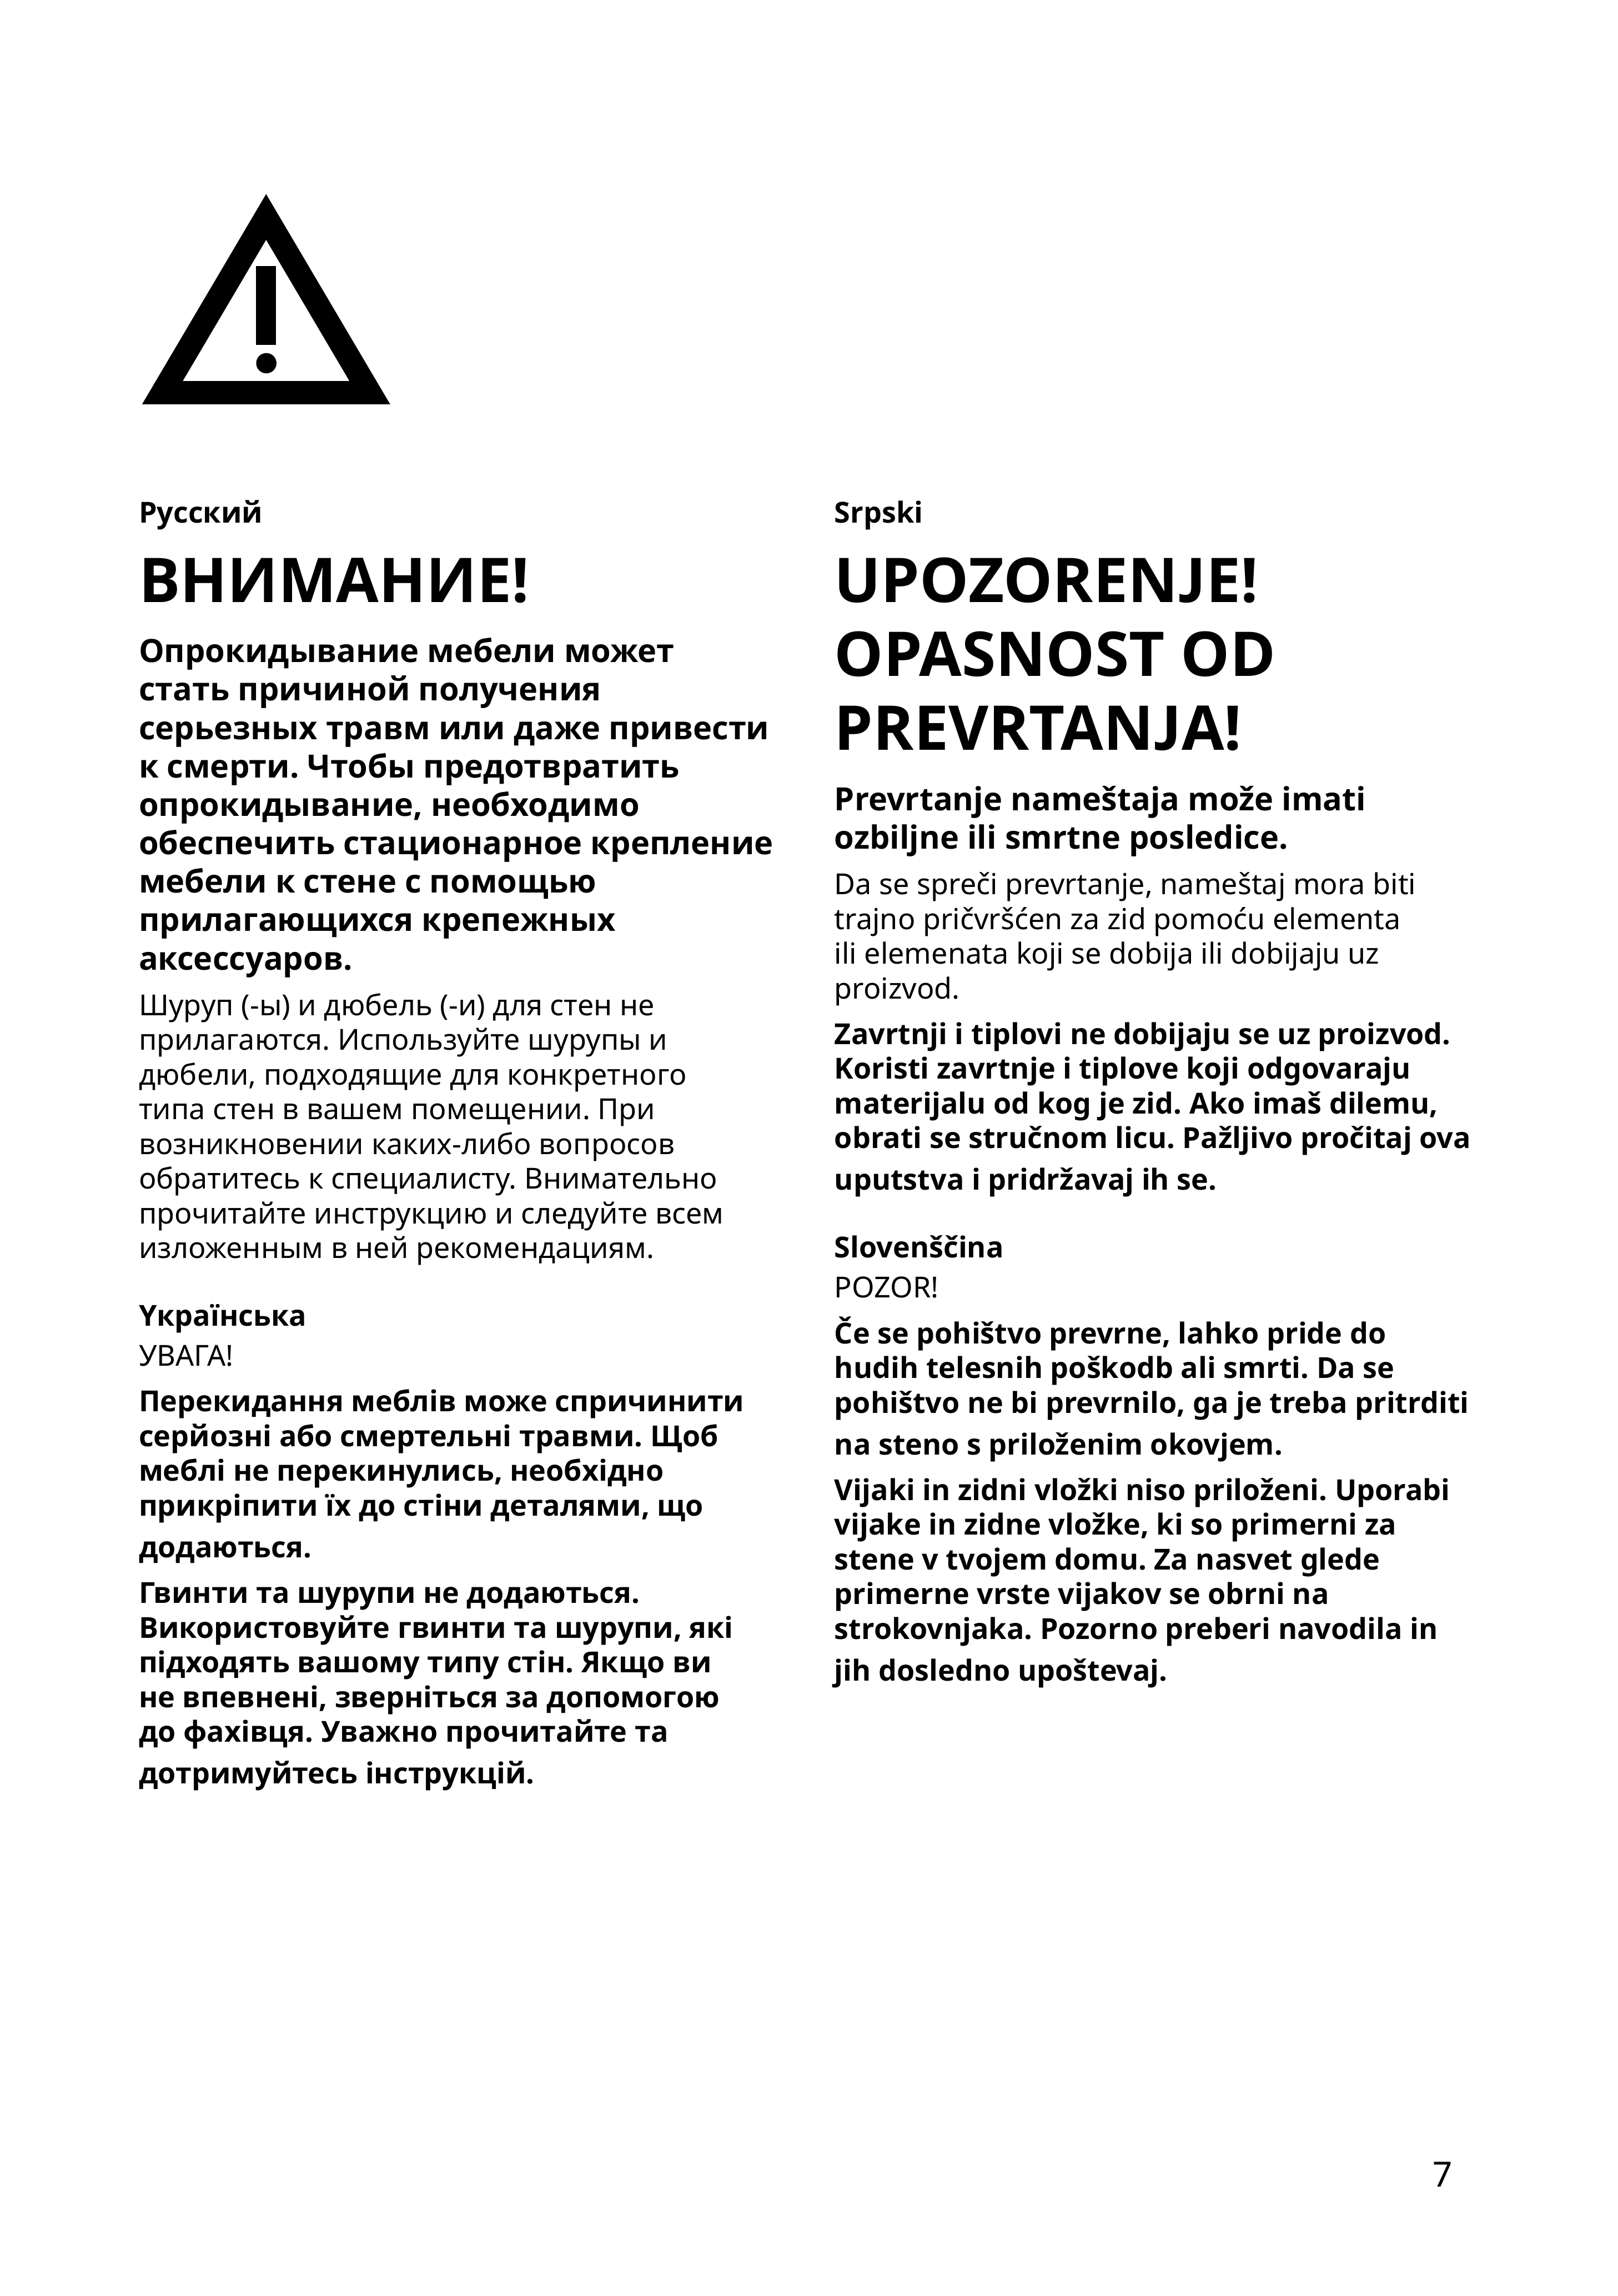 Русский
ВНИМАНИЕ!
Опрокидывание мебели может
стать причиной получения
серьезных травм или даже привести
к смерти. Чтобы предотвратить
опрокидывание, необходимо
обеспечить стационарное крепление
мебели к стене с помощью
прилагающихся крепежных
аксессуаров.
Шуруп (-ы) и дюбель (-и) для стен не
прилагаются. Используйте шурупы и
дюбели, подходящие для конкретного
типа стен в вашем помещении. При
возникновении каких-либо вопросов
обратитесь к специалисту. Внимательно
прочитайте инструкцию и следуйте всем
изложенным в ней рекомендациям.
Yкраїнська
УВАГА!
Перекидання меблів може спричинити
серйозні або смертельні травми. Щоб
меблі не перекинулись, необхідно
прикріпити їх до стіни деталями, що
додаються.
Гвинти та шурупи не додаються.
Використовуйте гвинти та шурупи, які
підходять вашому типу стін. Якщо ви
не впевнені, зверніться за допомогою
до фахівця. Уважно прочитайте та
дотримуйтесь інструкцій.
Srpski
UPOZORENJE!
OPASNOST OD
PREVRTANJA!
Prevrtanje nameštaja može imati
ozbiljne ili smrtne posledice.
Da se spreči prevrtanje, nameštaj mora biti
trajno pričvršćen za zid pomoću elementa
ili elemenata koji se dobija ili dobijaju uz
proizvod.
Zavrtnji i tiplovi ne dobijaju se uz proizvod.
Koristi zavrtnje i tiplove koji odgovaraju
materijalu od kog je zid. Ako imaš dilemu,
obrati se stručnom licu. Pažljivo pročitaj ova
uputstva i pridržavaj ih se.
Slovenščina
POZOR!
Če se pohištvo prevrne, lahko pride do
hudih telesnih poškodb ali smrti. Da se
pohištvo ne bi prevrnilo, ga je treba pritrditi
na steno s priloženim okovjem.
Vijaki in zidni vložki niso priloženi. Uporabi
vijake in zidne vložke, ki so primerni za
stene v tvojem domu. Za nasvet glede
primerne vrste vijakov se obrni na
strokovnjaka. Pozorno preberi navodila in
jih dosledno upoštevaj.
7